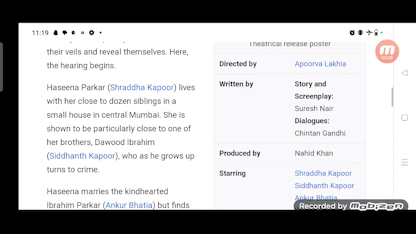 11:19
Theatrical release poster
their veils and reveal themselves. Here,
the hearing begins.
Haseena Parkar (Shraddha Kapoor) lives
with her close to dozen siblings in a
small house in central Mumbai. She is
shown to be particularly close to one of
her brothers, Dawood Ibrahim
(Siddhanth Kapoor), who as he grows up
turns to crime.
Haseena marries the kindhearted
Ibrahim Parkar (Ankur Bhatia) but finds
Directed by Apoorva Lakhia
Written by Story and
Screenplay:
Suresh Nair
Dialogues:
Chintan Gandhi
Produced by Nahid Khan
Starring Shraddha Kapoor
Siddhanth Kapoor
Ankur Bhatia
Recorded by Mobizen